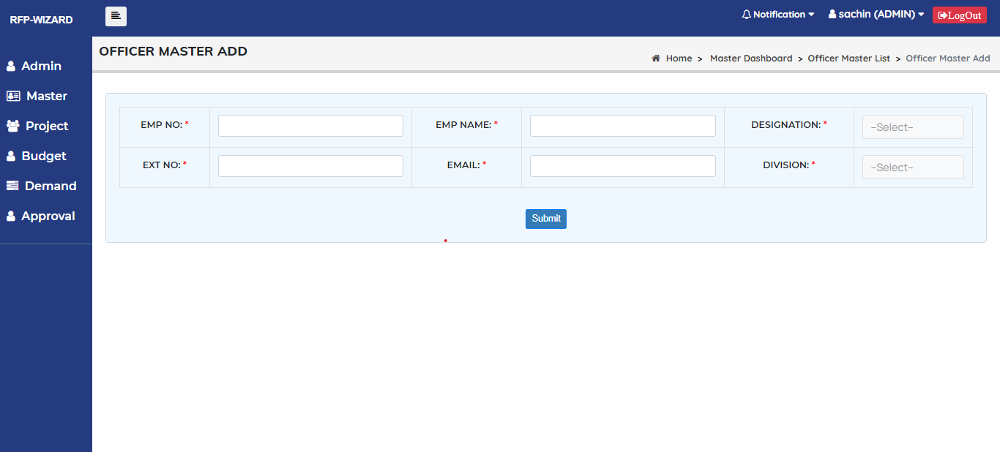 RFP-WIZARD
Notification
sachin (ADMIN)
LogOut
OFFICER MASTER ADD
Home > Master Dashboard > Officer Master List > Officer Master Add
Admin
Master
Project
Budget
Demand
Approval
EMP NO: * EMP NAME: * DESIGNATION: * -Select-
EXT NO: * EMAIL: * DIVISION: * -Select-
Submit